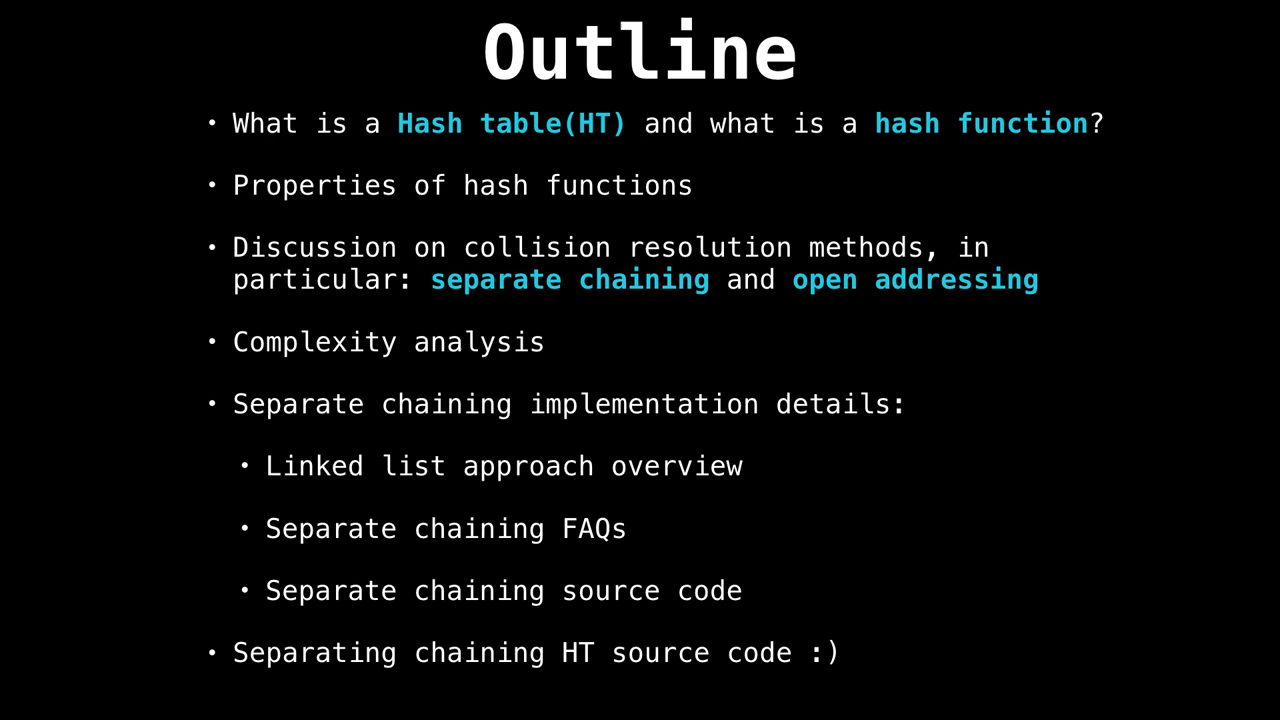 Outline
• What is a Hash table(HT) and what is a hash function?
• Properties of hash functions
• Discussion on collision resolution methods, in
particular: separate chaining and open addressing
• Complexity analysis
• Separate chaining implementation details:
• Linked list approach overview
• Separate chaining FAQs
• Separate chaining source code
• Separating chaining HT source code :)